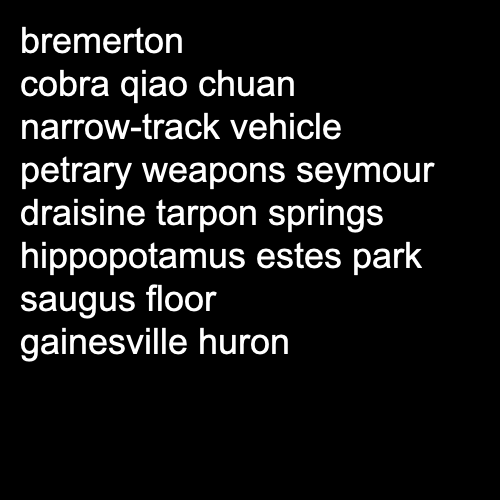 bremerton
cobra qiao chuan
narrow-track vehicle
petrary weapons seymour
draisine tarpon springs
hippopotamus estes park
saugus floor
gainesville huron